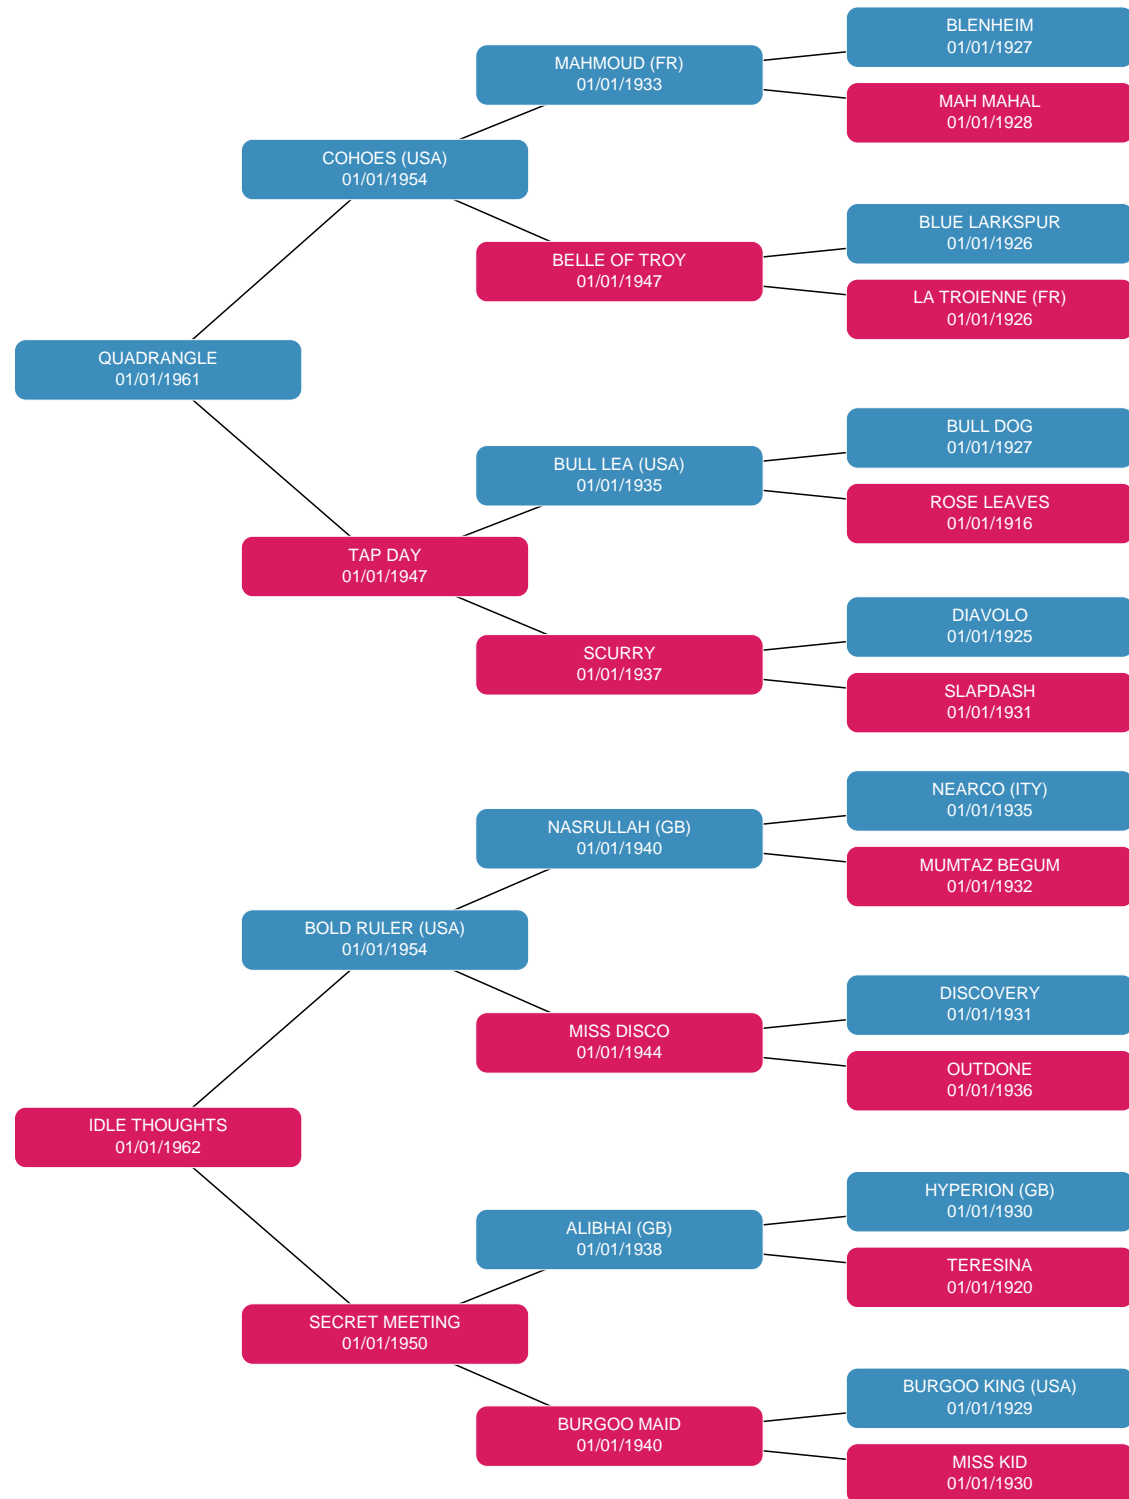 BLENHEIM
01/01/1927
MAHMOUD (FR)
01/01/1933
MAH MAHAL
01/01/1928
COHOES (USA)
01/01/1954
BLUE LARKSPUR
01/01/1926
BELLE OF TROY
01/01/1947
LA TROIENNE (FR)
01/01/1926
QUADRANGLE
01/01/1961
BULL DOG
01/01/1927
BULL LEA (USA)
01/01/1935
ROSE LEAVES
01/01/1916
TAP DAY
01/01/1947
DIAVOLO
01/01/1925
SCURRY
01/01/1937
SLAPDASH
01/01/1931
NEARCO (ITY)
01/01/1935
NASRULLAH (GB)
01/01/1940
MUMTAZ BEGUM
01/01/1932
BOLD RULER (USA)
01/01/1954
DISCOVERY
01/01/1931
MISS DISCO
01/01/1944
OUTDONE
01/01/1936
IDLE THOUGHTS
01/01/1962
HYPERION (GB)
01/01/1930
ALIBHAI (GB)
01/01/1938
TERESINA
01/01/1920
SECRET MEETING
01/01/1950
BURGOO KING (USA)
01/01/1929
BURGOO MAID
01/01/1940
MISS KID
01/01/1930